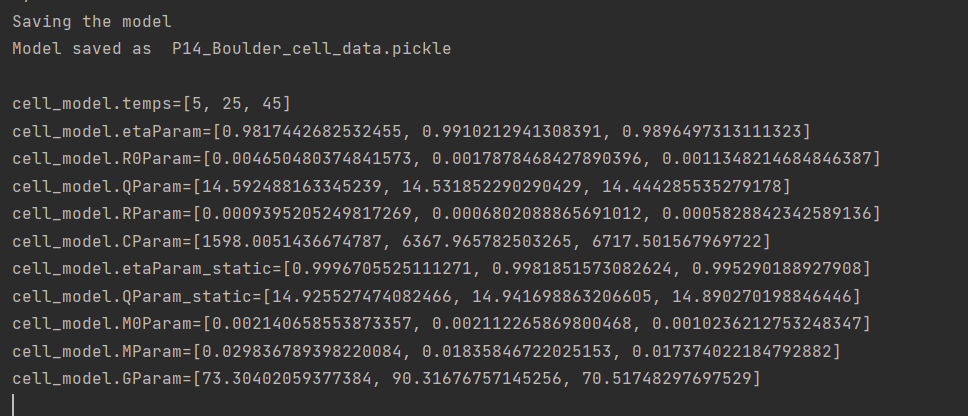 Saving the model
Model saved as  P14_Boulder_cell_data.pickle
cell_model.temps=[5, 25, 45]
cell_model.etaParam=[0.9817442682532455, 0.9910212941308391, 0.9896497313111323]
cell_model.R0Param=[0.004650480374841573, 0.0017878468427890396, 0.0011348214684846387]
cell_model.QParam=[14.592488163345239, 14.531852290290429, 14.444285535279178]
cell_model.RParam=[0.0009395205249817269, 0.0006802088865691012, 0.0005828842342589136]
cell_model.CParam=[1598.0051436674787, 6367.965782503265, 6717.501567969722]
cell_model.etaParam_static=[0.9996705525111271, 0.9981851573082624, 0.995290188927908]
cell_model.QParam_static=[14.925527474082466, 14.941698863206605, 14.890270198846446]
cell_model.M0Param=[0.002140658553873357, 0.002112265869800468, 0.0010236212753248347]
cell_model.MParam=[0.029836789398220084, 0.01835846722025153, 0.017374022184792882]
cell_model.GParam=[73.30402059377384, 90.31676757145256, 70.51748297697529]